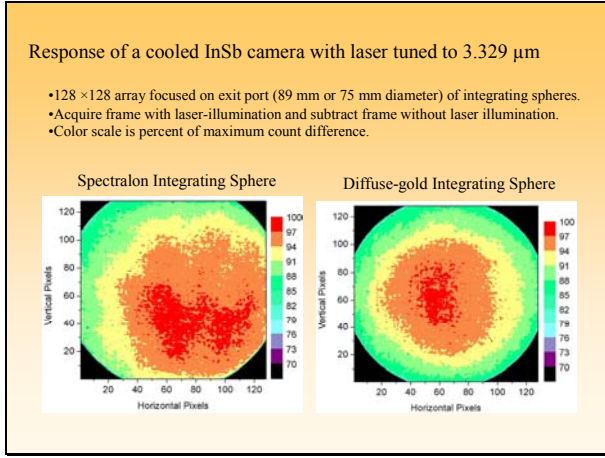 Response of a cooled InSb camera with laser tuned to 3.329 µm
•128 ×128 array focused on exit port (89 mm or 75 mm diameter) of integrating spheres.
•Acquire frame with laser-illumination and subtract frame without laser illumination.
•Color scale is percent of maximum count difference.
Spectralon Integrating Sphere
Vertical Pixels
120
100
80
60
40
20
20 40 60 80 100 120
Horizontal Pixels
100
97
94
91
88
85
82
79
76
73
70
Diffuse-gold Integrating Sphere
Vertical Pixels
120
100
80
60
40
20
20 40 60 80 100 120
Horizontal Pixels
100
97
94
91
88
85
82
79
76
73
70